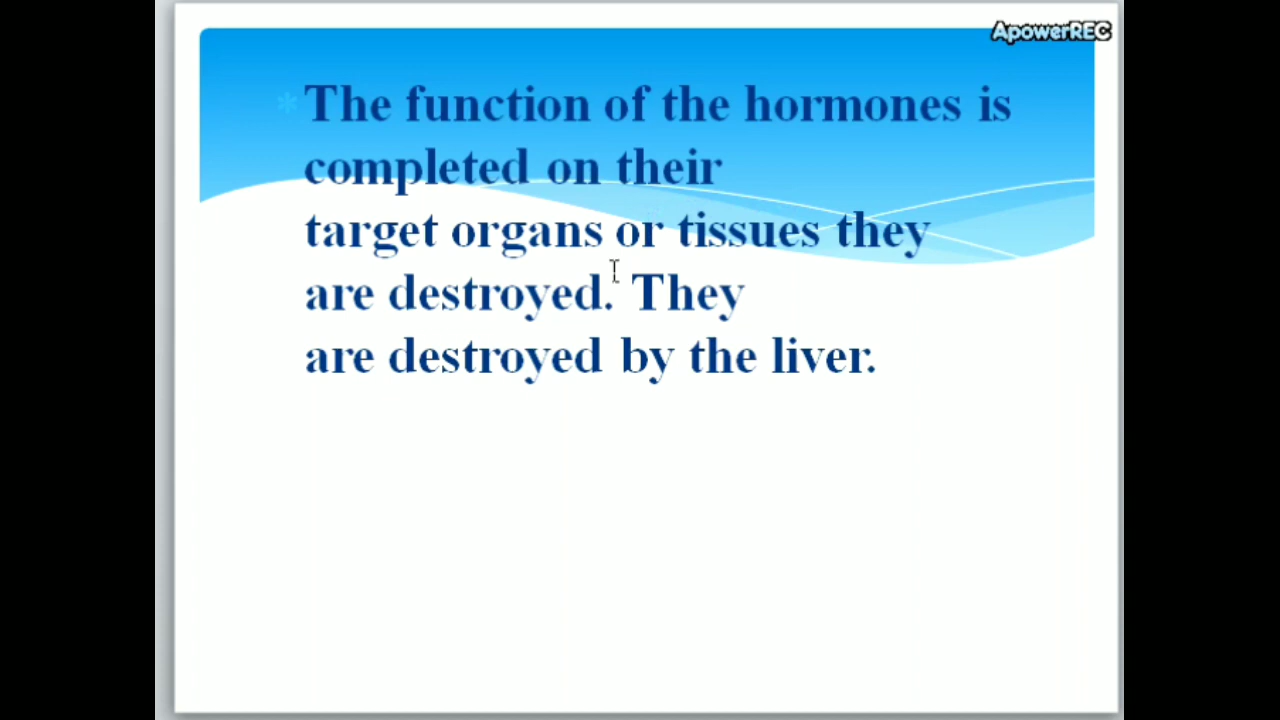 ApowerREC
* The function of the hormones is
completed on their
target organs or tissues they
are destroyed. They
are destroyed by the liver.